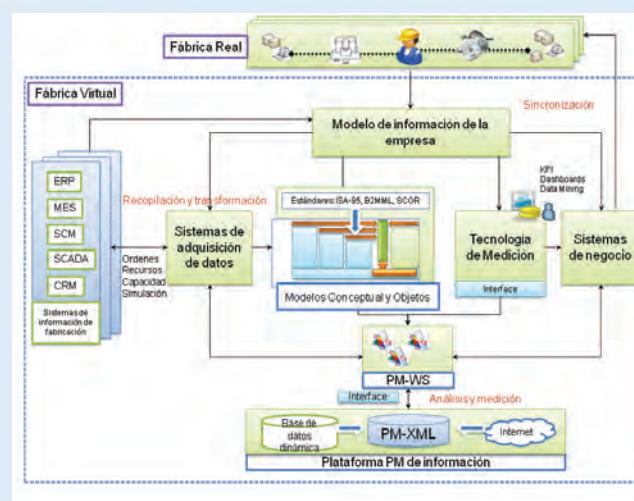 Fábrica Real
Fábrica Virtual
Sincronización
Modelo de información de la
empresa
ERP
MES
SCM
SCADA
CRM
Sistemas de
información de
fabricación
Recopilación y transformación
Ordenes
Recursos
Capacidad
Simulación
Sistemas de
adquisición
de datos
Estándares: ISA-95, B2MML, SCOR
Modelos Conceptual y Objetos
KPI
Dashboards
Data Mining
Tecnología
de Medición
Interface
Sistemas
de negocio
PM-WS
Interface
Análisis y medición
Base de
datos
dinámica
PM-XML
Internet
Plataforma PM de información